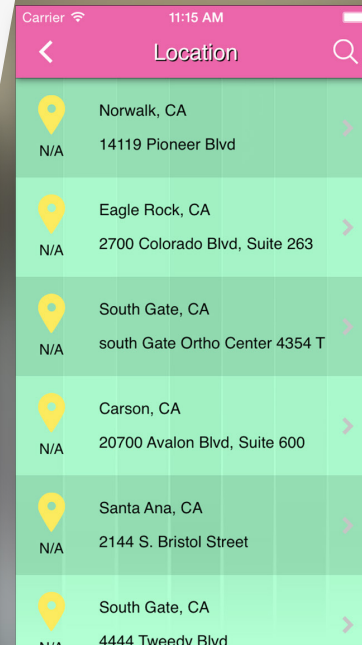 Carrier 11:15 AM
Location
Norwalk, CA
N/A
14119 Pioneer Blvd
Eagle Rock, CA
N/A
2700 Colorado Blvd, Suite 263
South Gate, CA
N/A
south Gate Ortho Center 4354 T
Carson, CA
N/A
20700 Avalon Blvd, Suite 600
Santa Ana, CA
N/A
2144 S. Bristol Street
South Gate, CA
N/A
4444 Tweedy Blvd